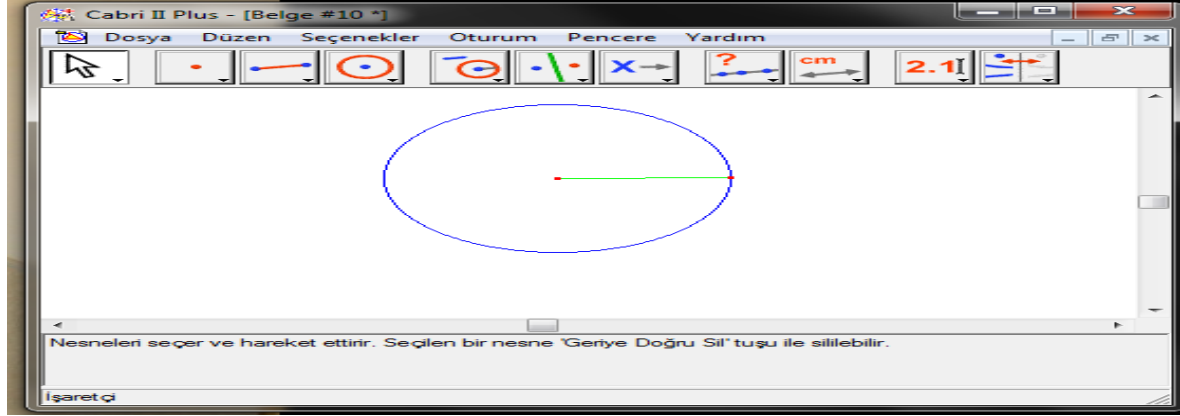 Cabri II Plus - [Belge #10 *]
Dosya Düzen Seçenekler Oturum Pencere Yardım
? cm 2.1
Nesneleri seçer ve hareket ettirir. Seçilen bir nesne 'Geriye Doğru Sil' tuşu ile sililebilir.
İşaretçi